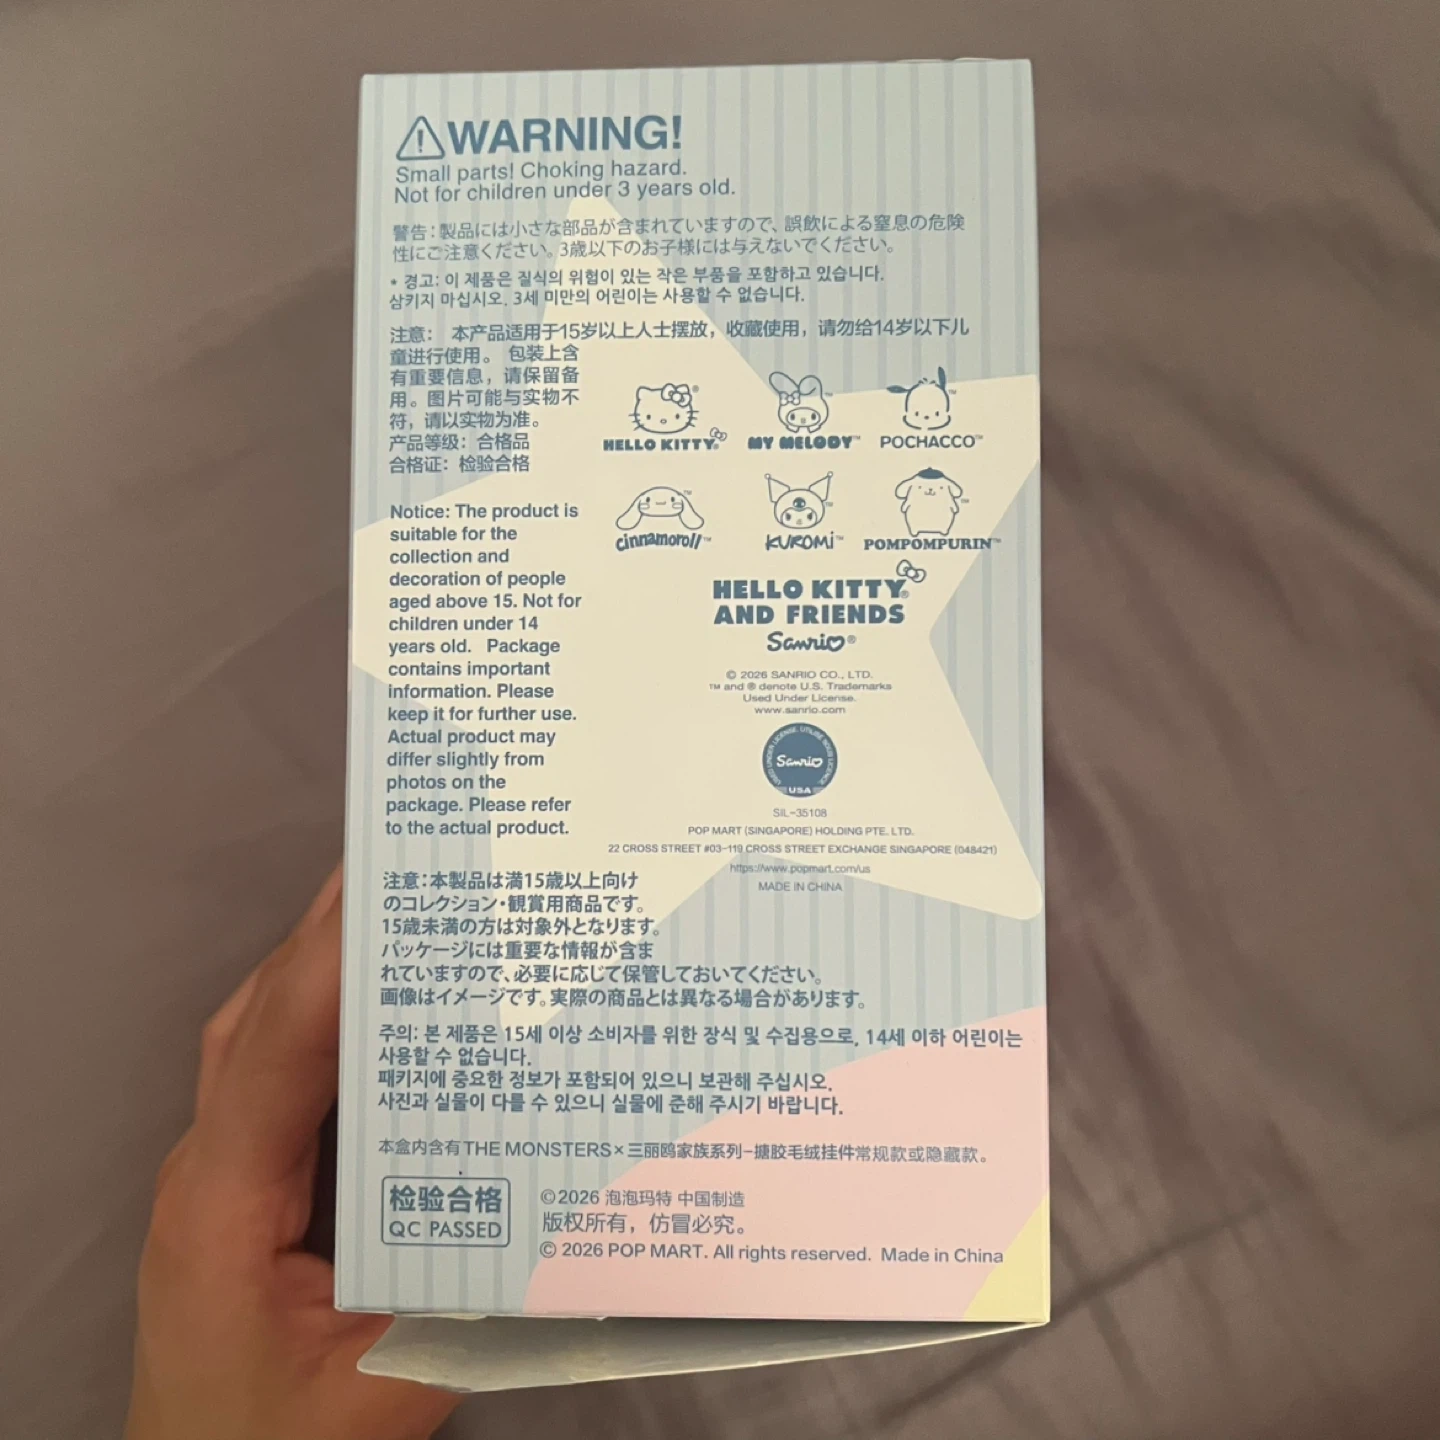 WARNING!
Small parts! Choking hazard.
Not for children under 3 years old.
警告：製品には小さな部品が含まれていますので、誤飲による窒息の危険
性にご注意ください。3歳以下のお子様には与えないでください。
* 경고: 이 제품은 질식의 위험이 있는 작은 부품을 포함하고 있습니다.
삼키지 마십시오. 3세 미만의 어린이는 사용할 수 없습니다.
注意： 本产品适用于15岁以上人士摆放，收藏使用，请勿给14岁以下儿
童进行使用。 包装上含
有重要信息，请保留备
用。图片可能与实物不
符，请以实物为准。
产品等级：合格品
合格证：检验合格
HELLO KITTY®
MY MELODY™
POCHACCO™
cinnamoroll™
KUROMi™
POMPOMPURIN™
HELLO KITTY®
AND FRIENDS
Sanrio®
© 2026 SANRIO CO., LTD.
™ and ® denote U.S. Trademarks
Used Under License.
www.sanrio.com
USED UNDER LICENSE. UTILISÉ SOUS LICENCE
Sanrio
USA
SIL-35108
POP MART (SINGAPORE) HOLDING PTE. LTD.
22 CROSS STREET #03-119 CROSS STREET EXCHANGE SINGAPORE (048421)
https://www.popmart.com/us
MADE IN CHINA
Notice: The product is
suitable for the
collection and
decoration of people
aged above 15. Not for
children under 14
years old. Package
contains important
information. Please
keep it for further use.
Actual product may
differ slightly from
photos on the
package. Please refer
to the actual product.
注意：本製品は満15歳以上向け
のコレクション・観賞用商品です。
15歳未満の方は対象外となります。
パッケージには重要な情報が含ま
れていますので、必要に応じて保管しておいてください。
画像はイメージです。実際の商品とは異なる場合があります。
주의: 본 제품은 15세 이상 소비자를 위한 장식 및 수집용으로, 14세 이하 어린이는
사용할 수 없습니다.
패키지에 중요한 정보가 포함되어 있으니 보관해 주십시오.
사진과 실물이 다를 수 있으니 실물에 준해 주시기 바랍니다.
本盒内含有THE MONSTERS×三丽鸥家族系列-搪胶毛绒挂件常规款或隐藏款。
检验合格
QC PASSED
©2026 泡泡玛特 中国制造
版权所有，仿冒必究。
© 2026 POP MART. All rights reserved. Made in China